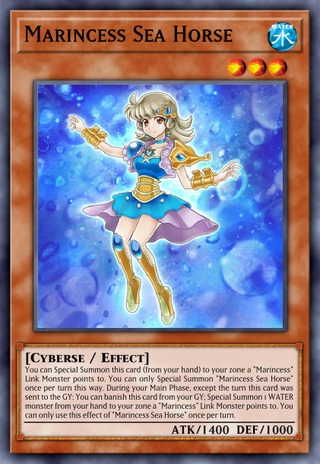 Marincess Sea Horse
WATER
水
[Cyberse / Effect]
You can Special Summon this card (from your hand) to your zone a "Marincess"
Link Monster points to. You can only Special Summon "Marincess Sea Horse"
once per turn this way. During your Main Phase, except the turn this card was
sent to the GY: You can banish this card from your GY; Special Summon 1 WATER
monster from your hand to your zone a "Marincess" Link Monster points to. You
can only use this effect of "Marincess Sea Horse" once per turn.
ATK/1400 DEF/1000